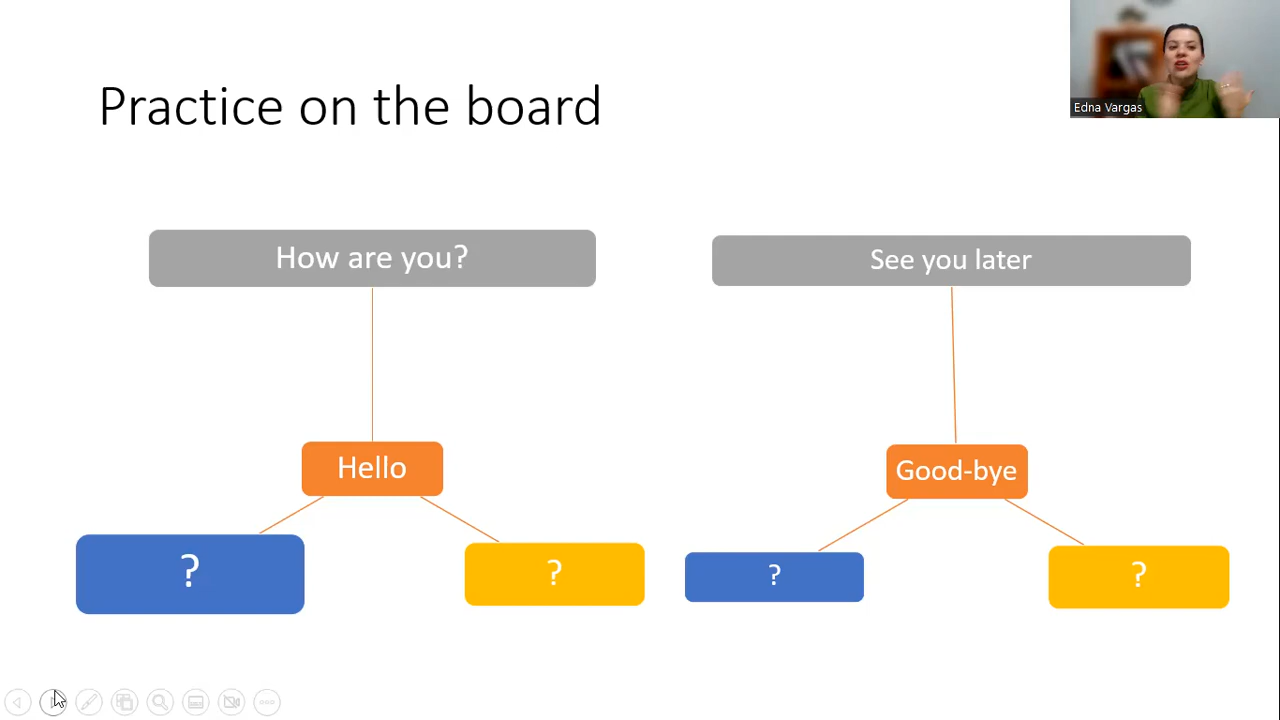 Practice on the board
Edna Vargas
How are you?
See you later
Hello
Good-bye
?
?
?
?